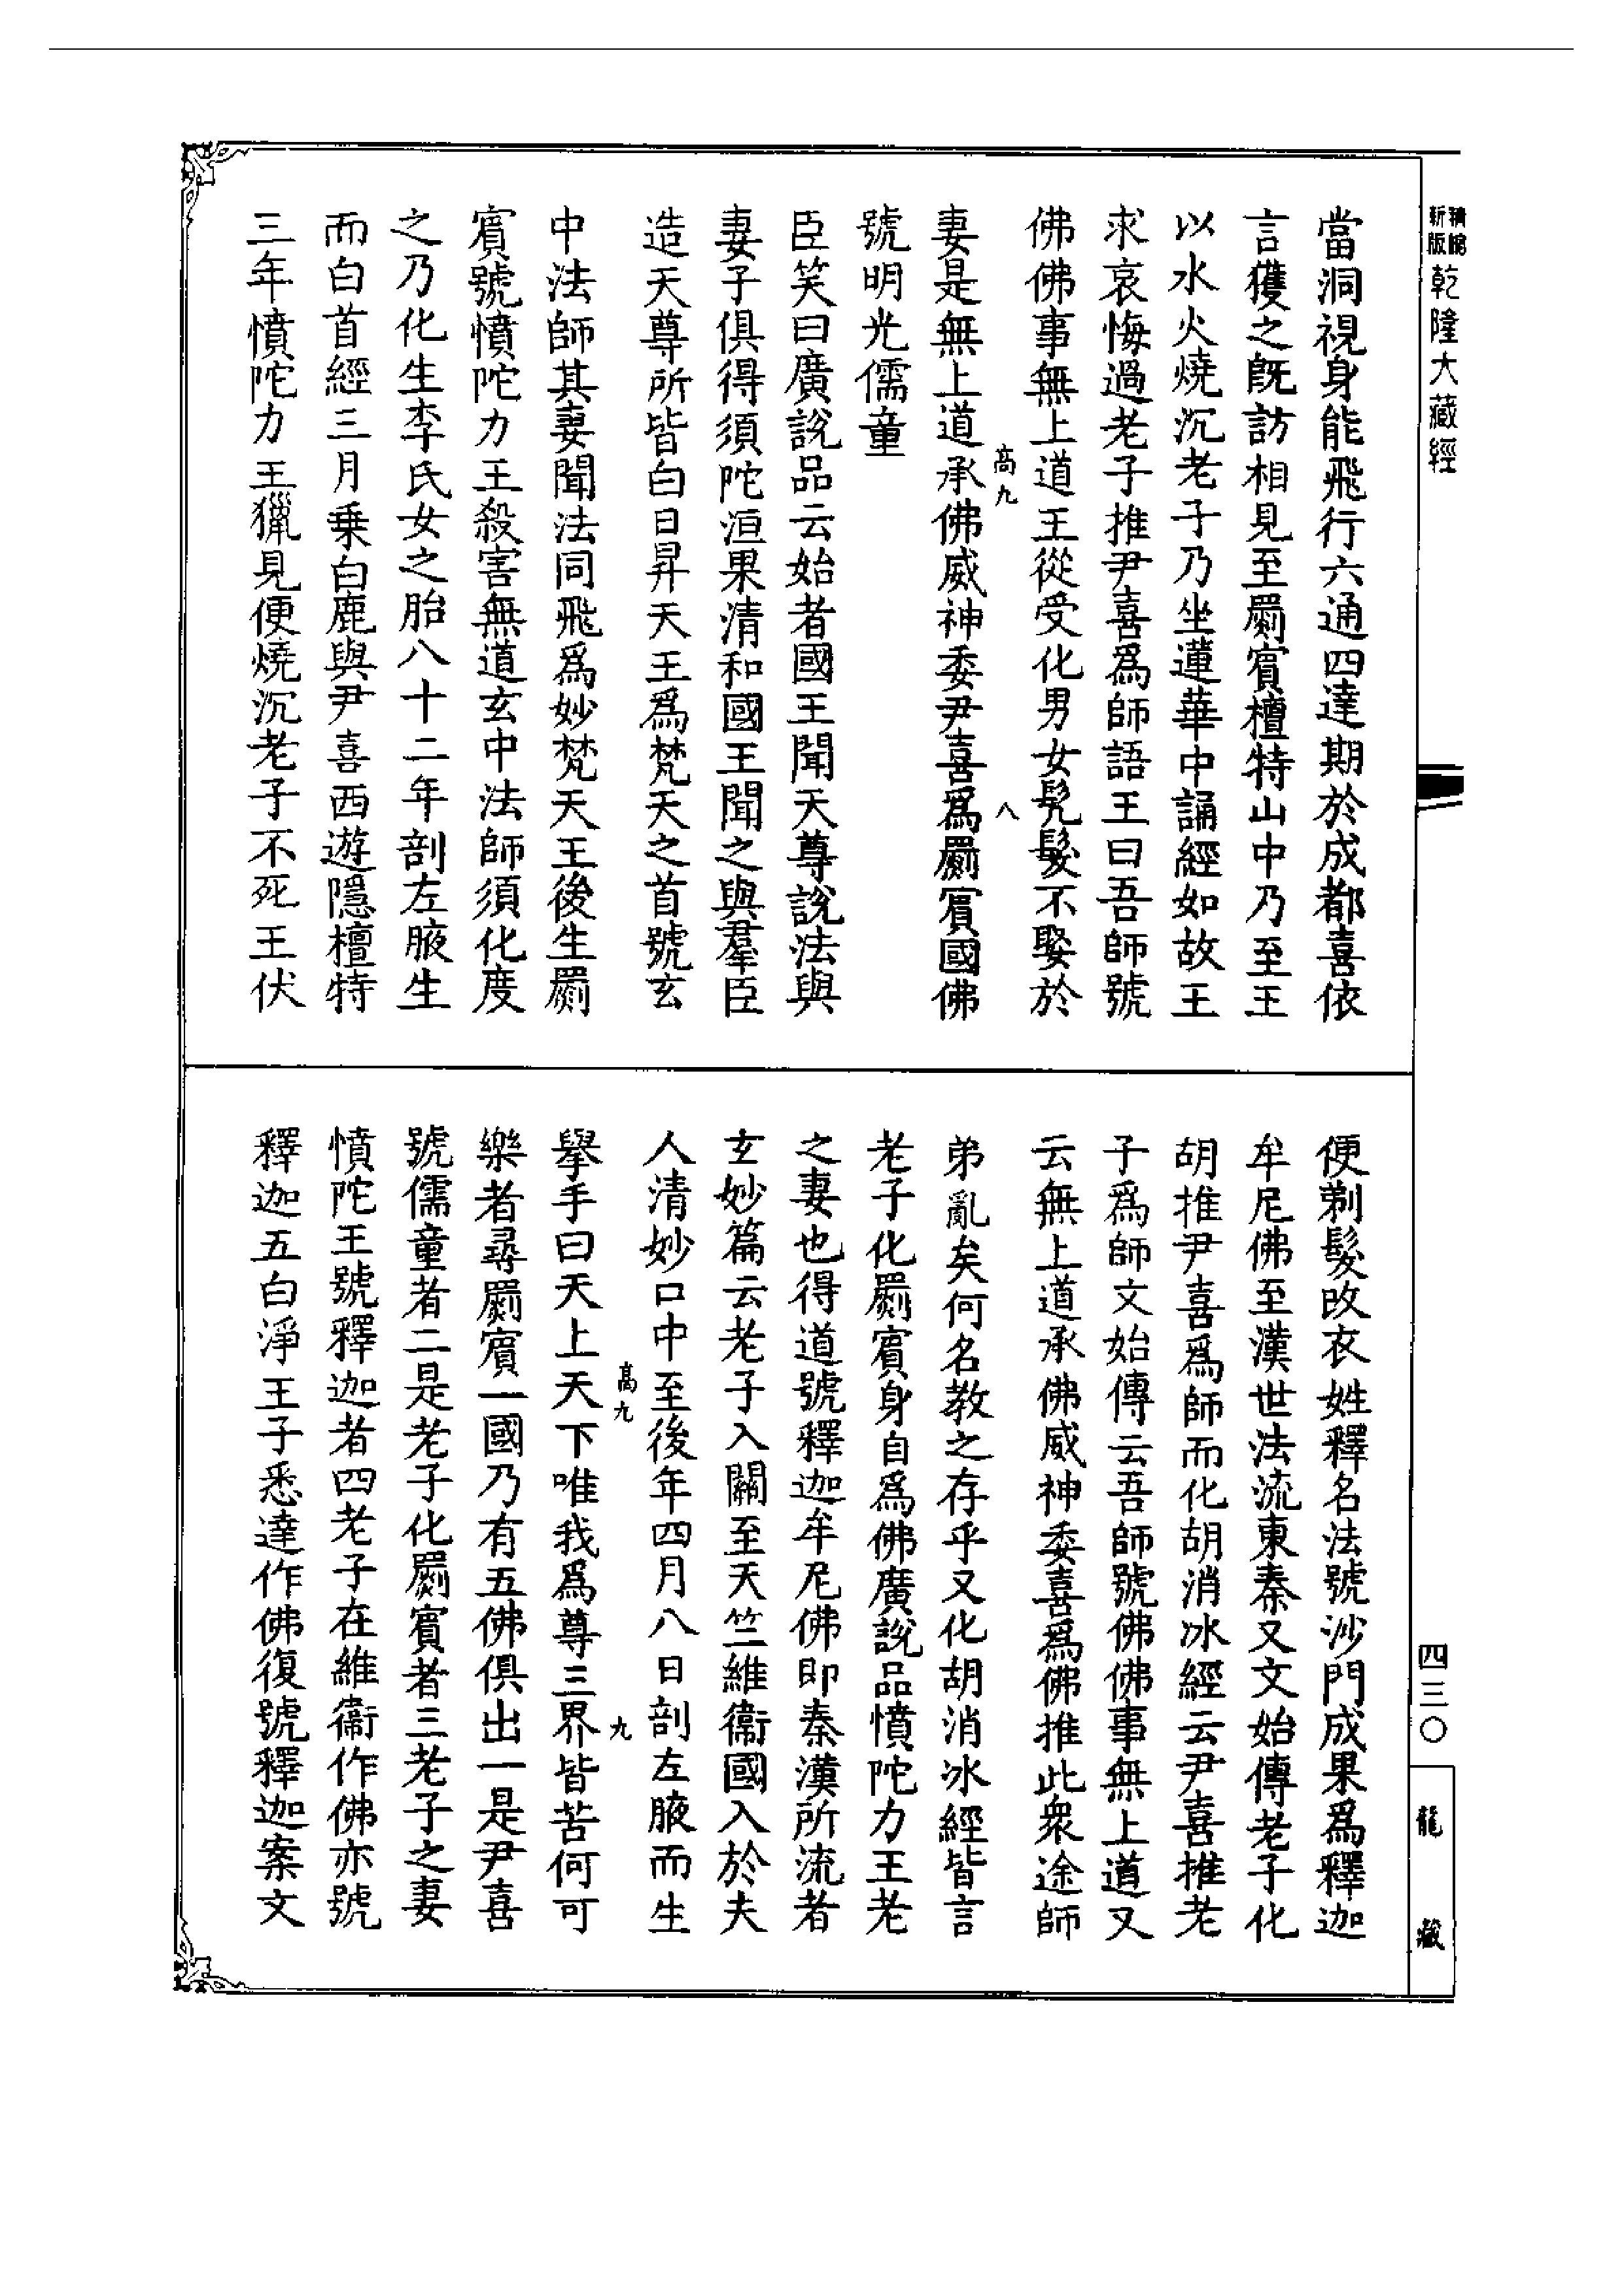 精縮
新版
乾隆大藏經
當洞視身能飛行六通四達期於成都喜依
言獲之既訪相見至罽賓檀特山中乃至王
以水火燒沉老子乃坐蓮華中誦經如故王
求哀悔過老子推尹喜爲師語王曰吾師號
佛佛事無上道王從受化男女髠髮不娶於
高九
八
妻是無上道承佛威神委尹喜爲罽賓國佛
號明光儒童
臣笑曰廣說品云始者國王聞天尊說法與
妻子俱得須陀洹果清和國王聞之與羣臣
造天尊所皆白日昇天王爲梵天之首號玄
中法師其妻聞法同飛爲妙梵天王後生罽
賓號憤陀力王殺害無道玄中法師須化度
之乃化生李氏女之胎八十二年剖左腋生
而白首經三月乗白鹿與尹喜西遊隱檀特
三年憤陀力王獵見便燒沉老子不死王伏
便剃髮改衣姓釋名法號沙門成果爲釋迦
牟尼佛至漢世法流東秦又文始傳老子化
胡推尹喜爲師而化胡消冰經云尹喜推老
子爲師文始傳云吾師號佛佛事無上道又
云無上道承佛威神委喜爲佛推此衆途師
弟亂矣何名教之存乎又化胡消冰經皆言
老子化罽賓身自爲佛廣說品憤陀力王老
之妻也得道號釋迦牟尼佛即秦漢所流者
玄妙篇云老子入關至天竺維衞國入於夫
人清妙口中至後年四月八日剖左腋而生
高九
九
擧手曰天上天下唯我爲尊三界皆苦何可
樂者尋罽賓一國乃有五佛俱出一是尹喜
號儒童者二是老子化罽賓者三老子之妻
憤陀王號釋迦者四老子在維衞作佛亦號
釋迦五白淨王子悉達作佛復號釋迦案文
四三〇
龍藏